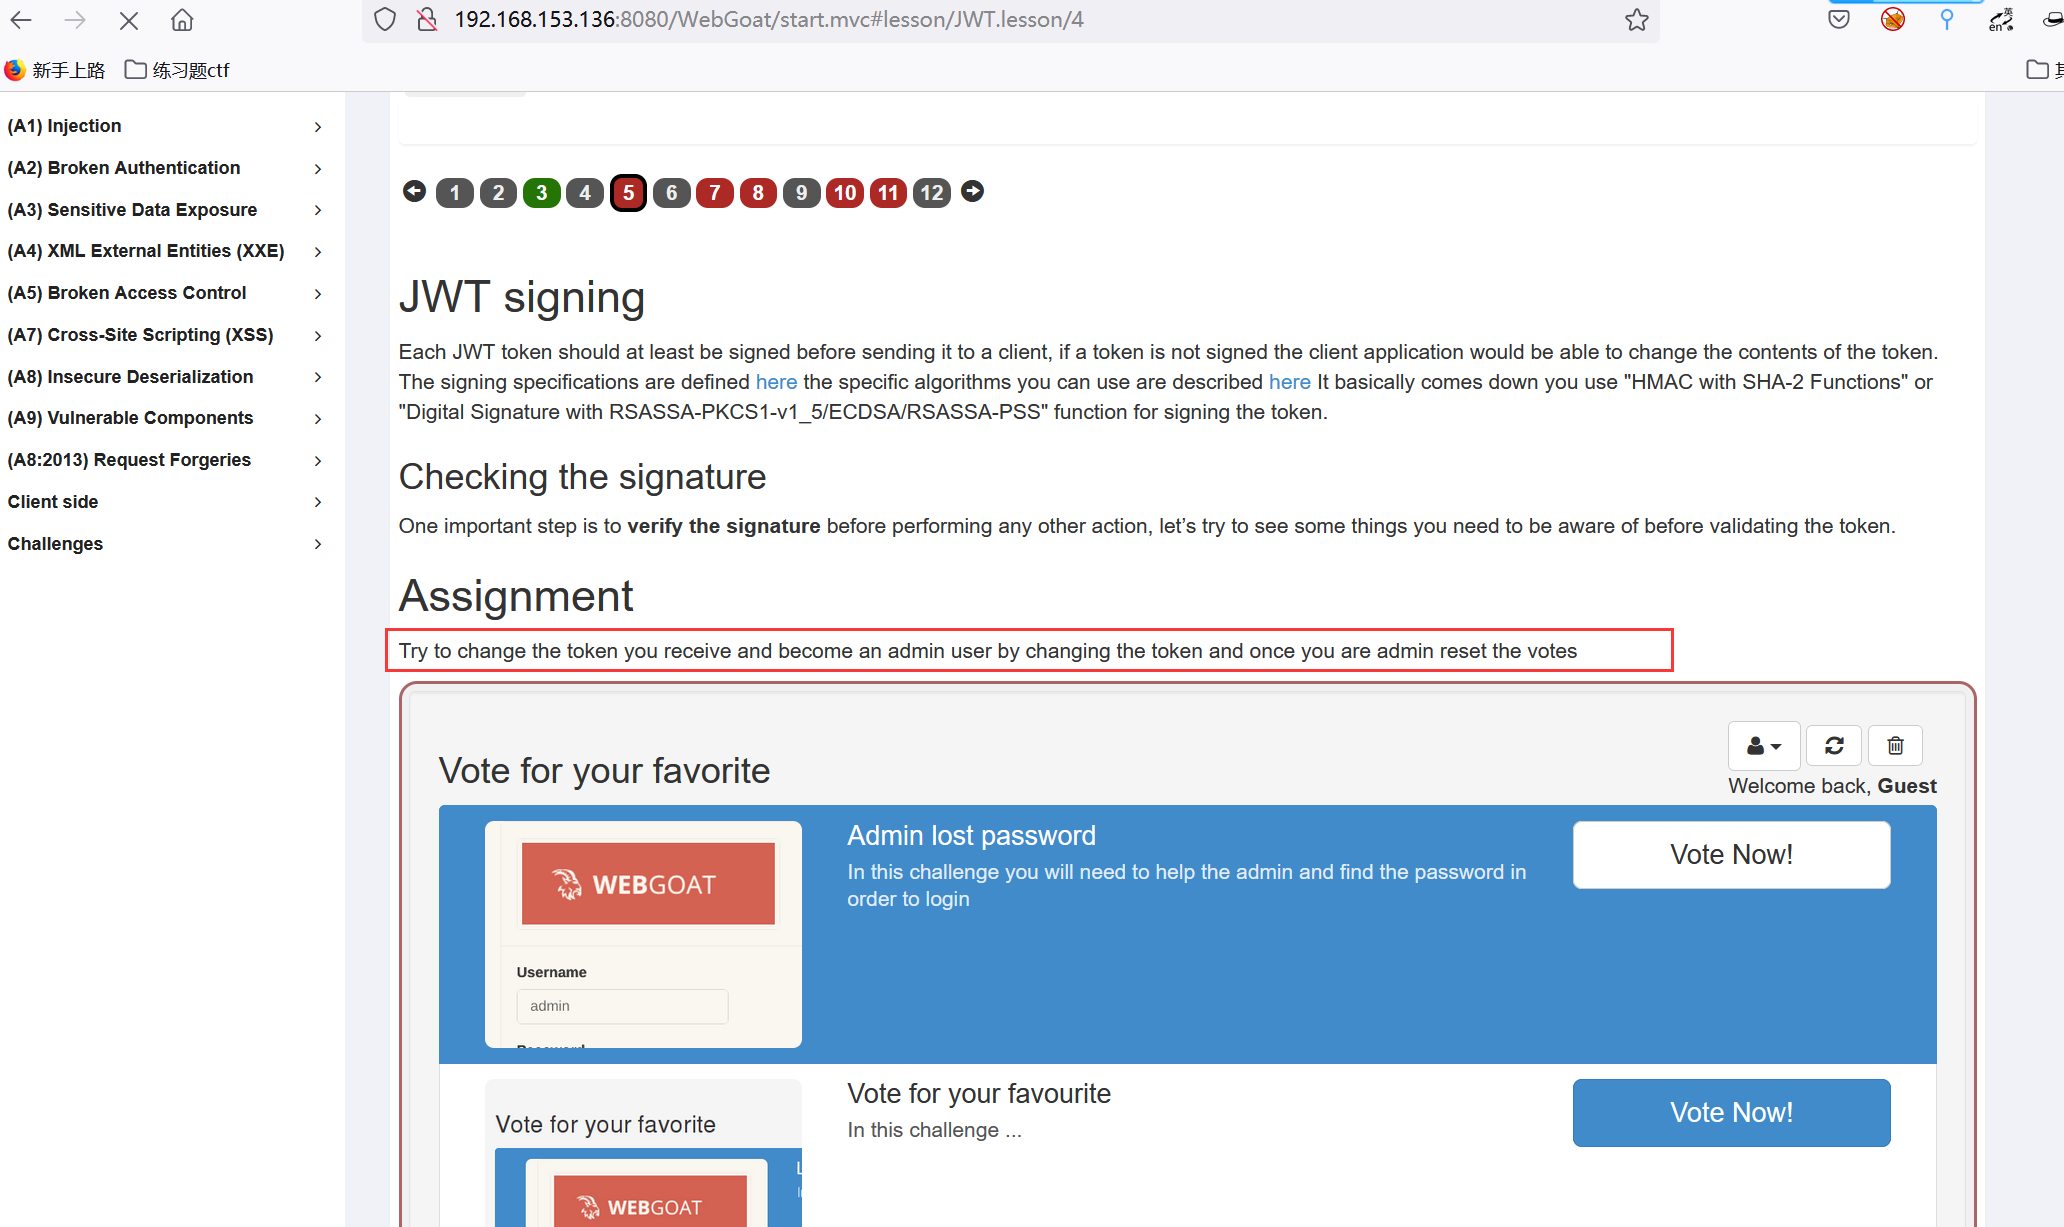 192.168.153.136:8080/WebGoat/start.mvc#lesson/JWT.lesson/4
英
en
新手上路
练习题ctf
(A1) Injection
(A2) Broken Authentication
(A3) Sensitive Data Exposure
(A4) XML External Entities (XXE)
(A5) Broken Access Control
(A7) Cross-Site Scripting (XSS)
(A8) Insecure Deserialization
(A9) Vulnerable Components
(A8:2013) Request Forgeries
Client side
Challenges
1 2 3 4 5 6 7 8 9 10 11 12
JWT signing
Each JWT token should at least be signed before sending it to a client, if a token is not signed the client application would be able to change the contents of the token.
The signing specifications are defined here the specific algorithms you can use are described here It basically comes down you use "HMAC with SHA-2 Functions" or
"Digital Signature with RSASSA-PKCS1-v1_5/ECDSA/RSASSA-PSS" function for signing the token.
Checking the signature
One important step is to verify the signature before performing any other action, let’s try to see some things you need to be aware of before validating the token.
Assignment
Try to change the token you receive and become an admin user by changing the token and once you are admin reset the votes
Vote for your favorite
Welcome back, Guest
WEBGOAT
Username
admin
Admin lost password
In this challenge you will need to help the admin and find the password in
order to login
Vote Now!
Vote for your favorite
WEBGOAT
Vote for your favourite
In this challenge ...
Vote Now!